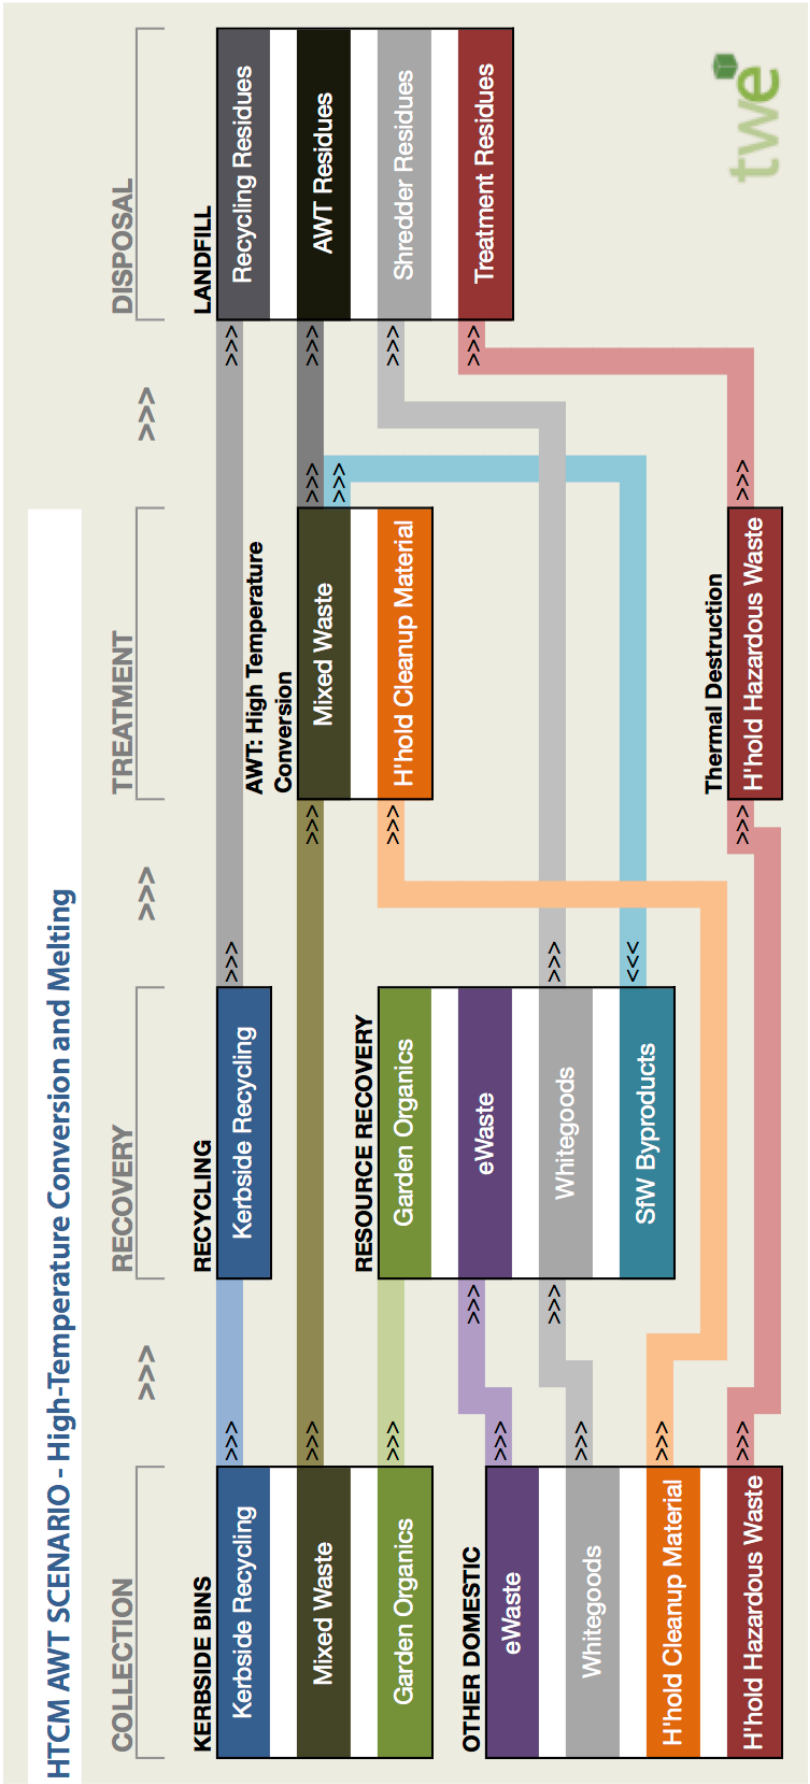 HTCM AWT SCENARIO - High-Temperature Conversion and Melting
COLLECTION
>>>
RECOVERY
>>>
TREATMENT
>>>
DISPOSAL
KERBSIDE BINS
Kerbside Recycling
>>>
Mixed Waste
>>>
Garden Organics
>>>
OTHER DOMESTIC
eWaste
>>>
Whitegoods
>>>
H'hold Cleanup Material
>>>
H'hold Hazardous Waste
>>>
RECYCLING
Kerbside Recycling
>>>
RESOURCE RECOVERY
Garden Organics
>>>
eWaste
>>>
Whitegoods
>>>
SfW Byproducts
<<<
AWT: High Temperature
Conversion
>>>
Mixed Waste
>>>
>>>
>>>
H'hold Cleanup Material
Thermal Destruction
>>>
H'hold Hazardous Waste
>>>
LANDFILL
>>>
Recycling Residues
>>>
AWT Residues
>>>
Shredder Residues
>>>
Treatment Residues
twe